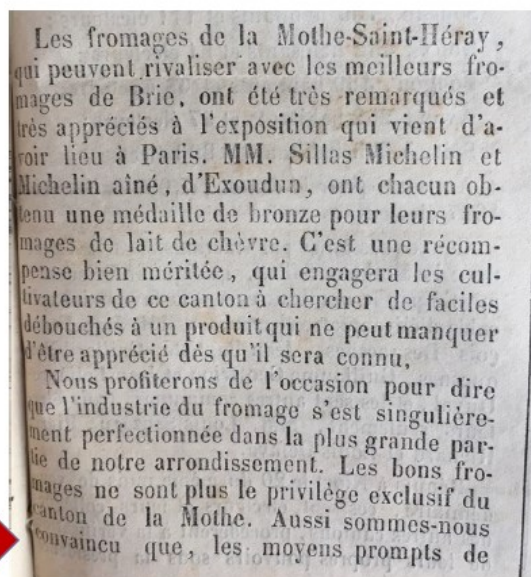 Les fromages de la Mothe-Saint-Héray,
qui peuvent rivaliser avec les meilleurs fro-
mages de Brie, ont été très remarqués et
très appréciés à l'exposition qui vient d'a-
voir lieu à Paris. MM. Sillas Michelin et
Michelin aîné, d'Exoudun, ont chacun ob-
tenu une médaille de bronze pour leurs fro-
mages de lait de chèvre. C'est une récom-
pense bien méritée, qui engagera les cul-
tivateurs de ce canton à chercher de faciles
débouchés à un produit qui ne peut manquer
d'être apprécié dès qu'il sera connu,
Nous profiterons de l'occasion pour dire
que l'industrie du fromage s'est singulière-
ment perfectionnée dans la plus grande par-
tie de notre arrondissement. Les bons fro-
mages ne sont plus le privilège exclusif du
canton de la Mothe. Aussi sommes-nous
convaincu que, les moyens prompts de